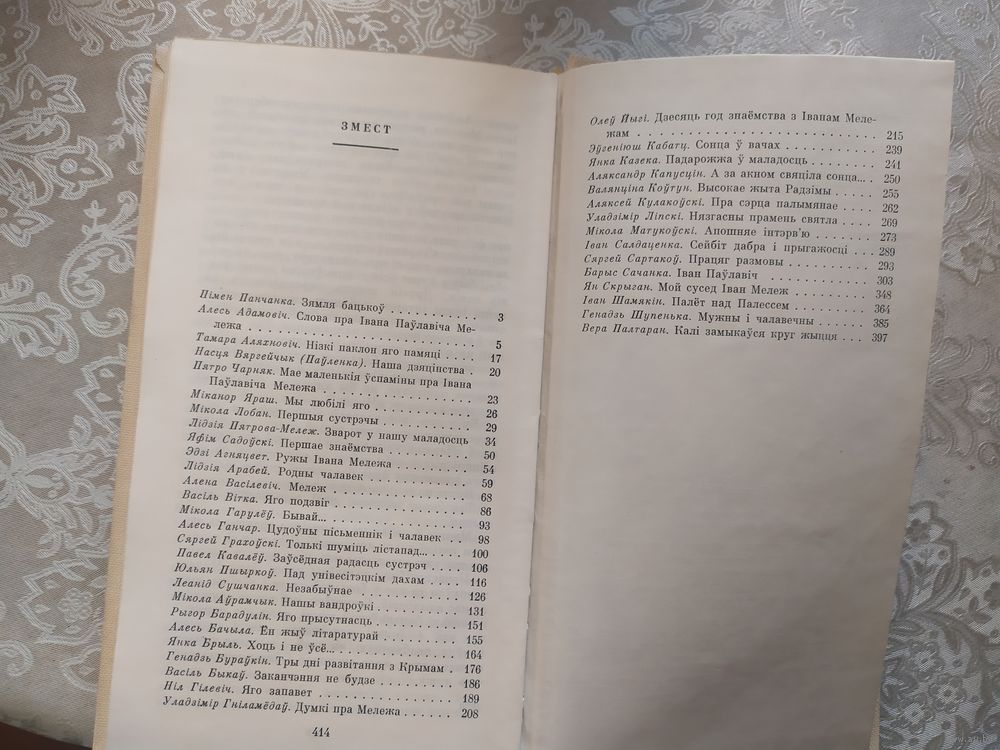 ЗМЕСТ
Пімен Панчанка. Зямля бацькоў . . . . . . . . . . 3
Алесь Адамовіч. Слова пра Івана Паўлавіча Ме-
лежа . . . . . . . . . . . . . . . . . . . 5
Тамара Аляхновіч. Нізкі паклон яго памяці . . . . 17
Насця Вяргейчык (Паўленка). Наша дзяцінства . 20
Пятро Чарняк. Мае маленькія ўспаміны пра Івана
Паўлавіча Мележа . . . . . . . . . . . . . 23
Міканор Яраш. Мы любілі яго . . . . . . . . . . 26
Мікола Лобан. Першыя сустрэчы . . . . . . . . . 29
Лідзія Пятрова-Мележ. Зварот у нашу маладосць 34
Яфім Садоўскі. Першае знаёмства . . . . . . . . 50
Эдзі Агняцвет. Ружы Івана Мележа . . . . . . . 54
Лідзія Арабей. Родны чалавек . . . . . . . . . 59
Алена Васілевіч. Мележ . . . . . . . . . . . . 68
Васіль Вітка. Яго подзвіг . . . . . . . . . . . 86
Мікола Гарулёў. Бывай... . . . . . . . . . . . 93
Алесь Ганчар. Цудоўны пісьменнік і чалавек . . 98
Сяргей Грахоўскі. Толькі шуміць лістапад... . . . 100
Павел Кавалёў. Заўсёдная радасць сустрэч . . . . 106
Юльян Пшыркоў. Пад унівесітэцкім дахам . . . . 116
Леанід Сушчанка. Незабыўнае . . . . . . . . . . 126
Мікола Аўрамчык. Нашы вандроўкі . . . . . . . . 131
Рыгор Барадулін. Яго прысутнасць . . . . . . . . 151
Алесь Бачыла. Ён жыў літаратурай . . . . . . . . 155
Янка Брыль. Хоць і не ўсё... . . . . . . . . . . 164
Генадзь Бураўкін. Тры дні развітання з Крымам . 176
Васіль Быкаў. Заканчэння не будзе . . . . . . . . 186
Ніл Гілевіч. Яго запавет . . . . . . . . . . . . 189
Уладзімір Гніламёдаў. Думкі пра Мележа . . . . . 208
414
Олеў Йыгі. Дзесяць год знаёмства з Іванам Меле-
жам . . . . . . . . . . . . . . . . . . . 215
Эўгеніюш Кабатц. Сонца ў вачах . . . . . . . . . 239
Янка Казека. Падарожжа ў маладосць . . . . . . . 241
Аляксандр Капусцін. А за акном свяціла сонца... . 250
Валянціна Коўтун. Высокае жыта Радзімы . . . . . 255
Аляксей Кулакоўскі. Пра сэрца палымянае . . . . 262
Уладзімір Ліпскі. Нязгасны прамень святла . . . . 269
Мікола Матукоўскі. Апошняе інтэрв'ю . . . . . . . 273
Іван Салдаценка. Сейбіт дабра і прыгажосці . . . 289
Сяргей Сартакоў. Працяг размовы . . . . . . . . 293
Барыс Сачанка. Іван Паўлавіч . . . . . . . . . . 303
Ян Скрыган. Мой сусед Іван Мележ . . . . . . . . 348
Іван Шамякін. Палёт над Палессем . . . . . . . . 364
Генадзь Шупенька. Мужны і чалавечны . . . . . . 385
Вера Палтаран. Калі замыкаўся круг жыцця . . . 397